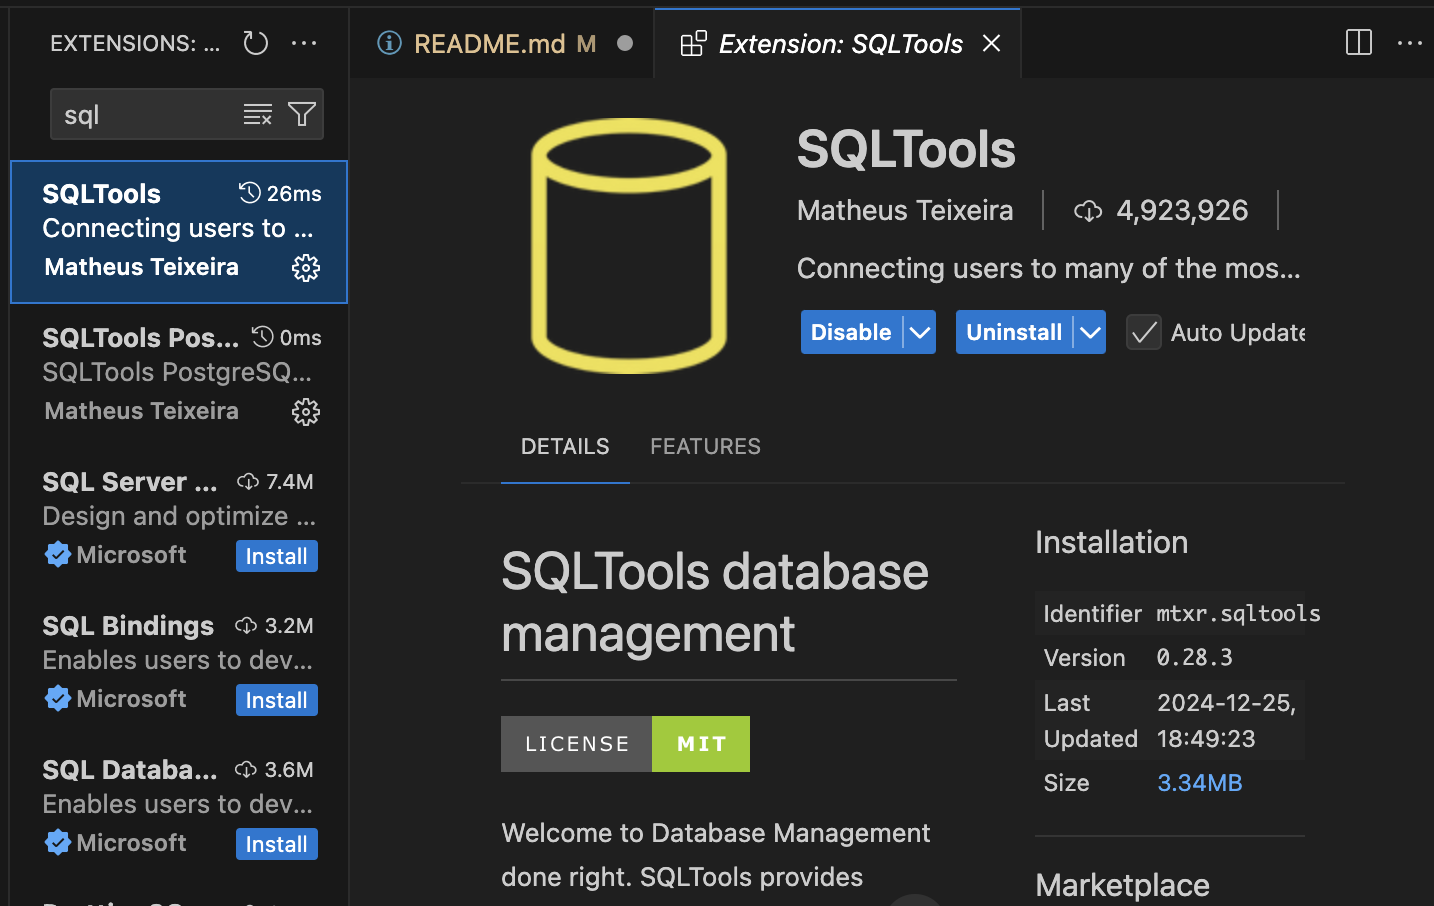 EXTENSIONS: ...
sql
SQLTools 26ms
Connecting users to ...
Matheus Teixeira
SQLTools Pos... 0ms
SQLTools PostgreSQ...
Matheus Teixeira
SQL Server ... 7.4M
Design and optimize ...
Microsoft Install
SQL Bindings 3.2M
Enables users to dev...
Microsoft Install
SQL Databa... 3.6M
Enables users to dev...
Microsoft Install
README.md M
Extension: SQLTools
SQLTools
Matheus Teixeira 4,923,926
Connecting users to many of the mos...
Disable Uninstall Auto Update
DETAILS FEATURES
SQLTools database
management
LICENSE MIT
Welcome to Database Management
done right. SQLTools provides
Installation
Identifier mtxr.sqltools
Version 0.28.3
Last 2024-12-25,
Updated 18:49:23
Size 3.34MB
Marketplace